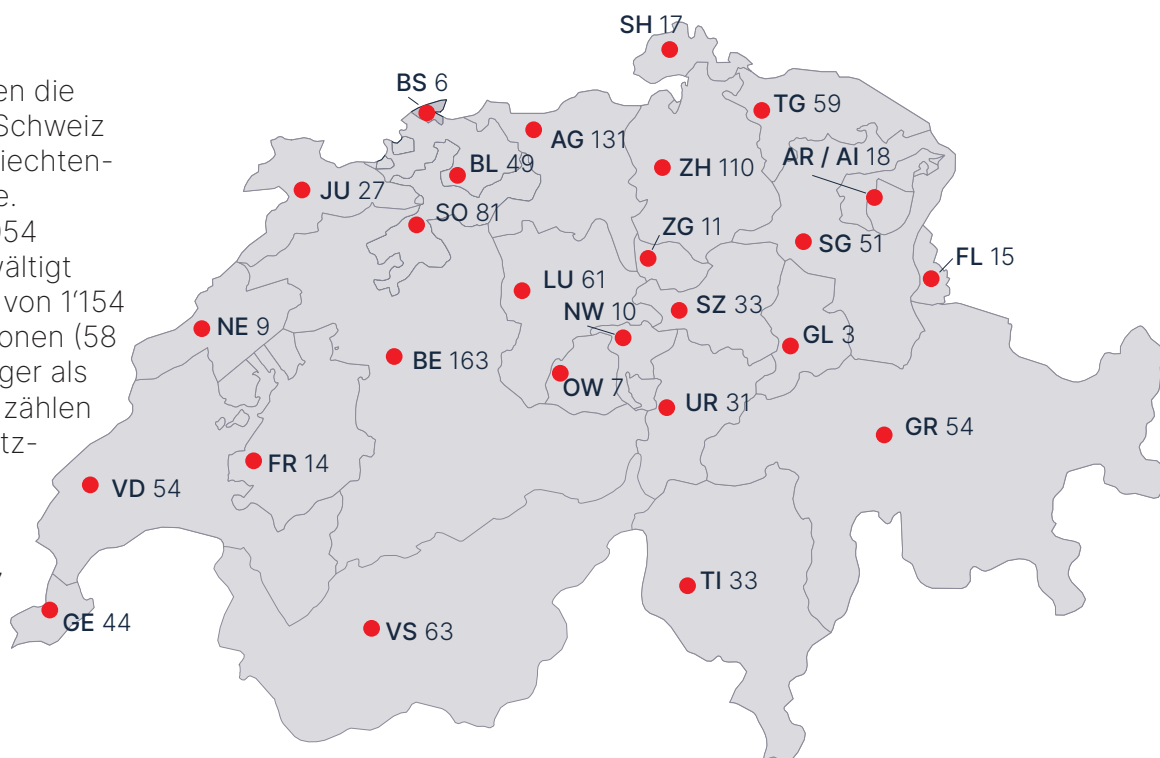 en die
Schweiz
iechten-
e.
954
vältigt
von 1'154
onen (58
ger als
zählen
tz-
SH 17
BS 6
TG 59
AG 131
AR / AI 18
BL 49
ZH 110
JU 27
SO 81
ZG 11
SG 51
FL 15
LU 61
NW 10
SZ 33
NE 9
GL 3
BE 163
OW 7
UR 31
GR 54
FR 14
VD 54
TI 33
GE 44
VS 63